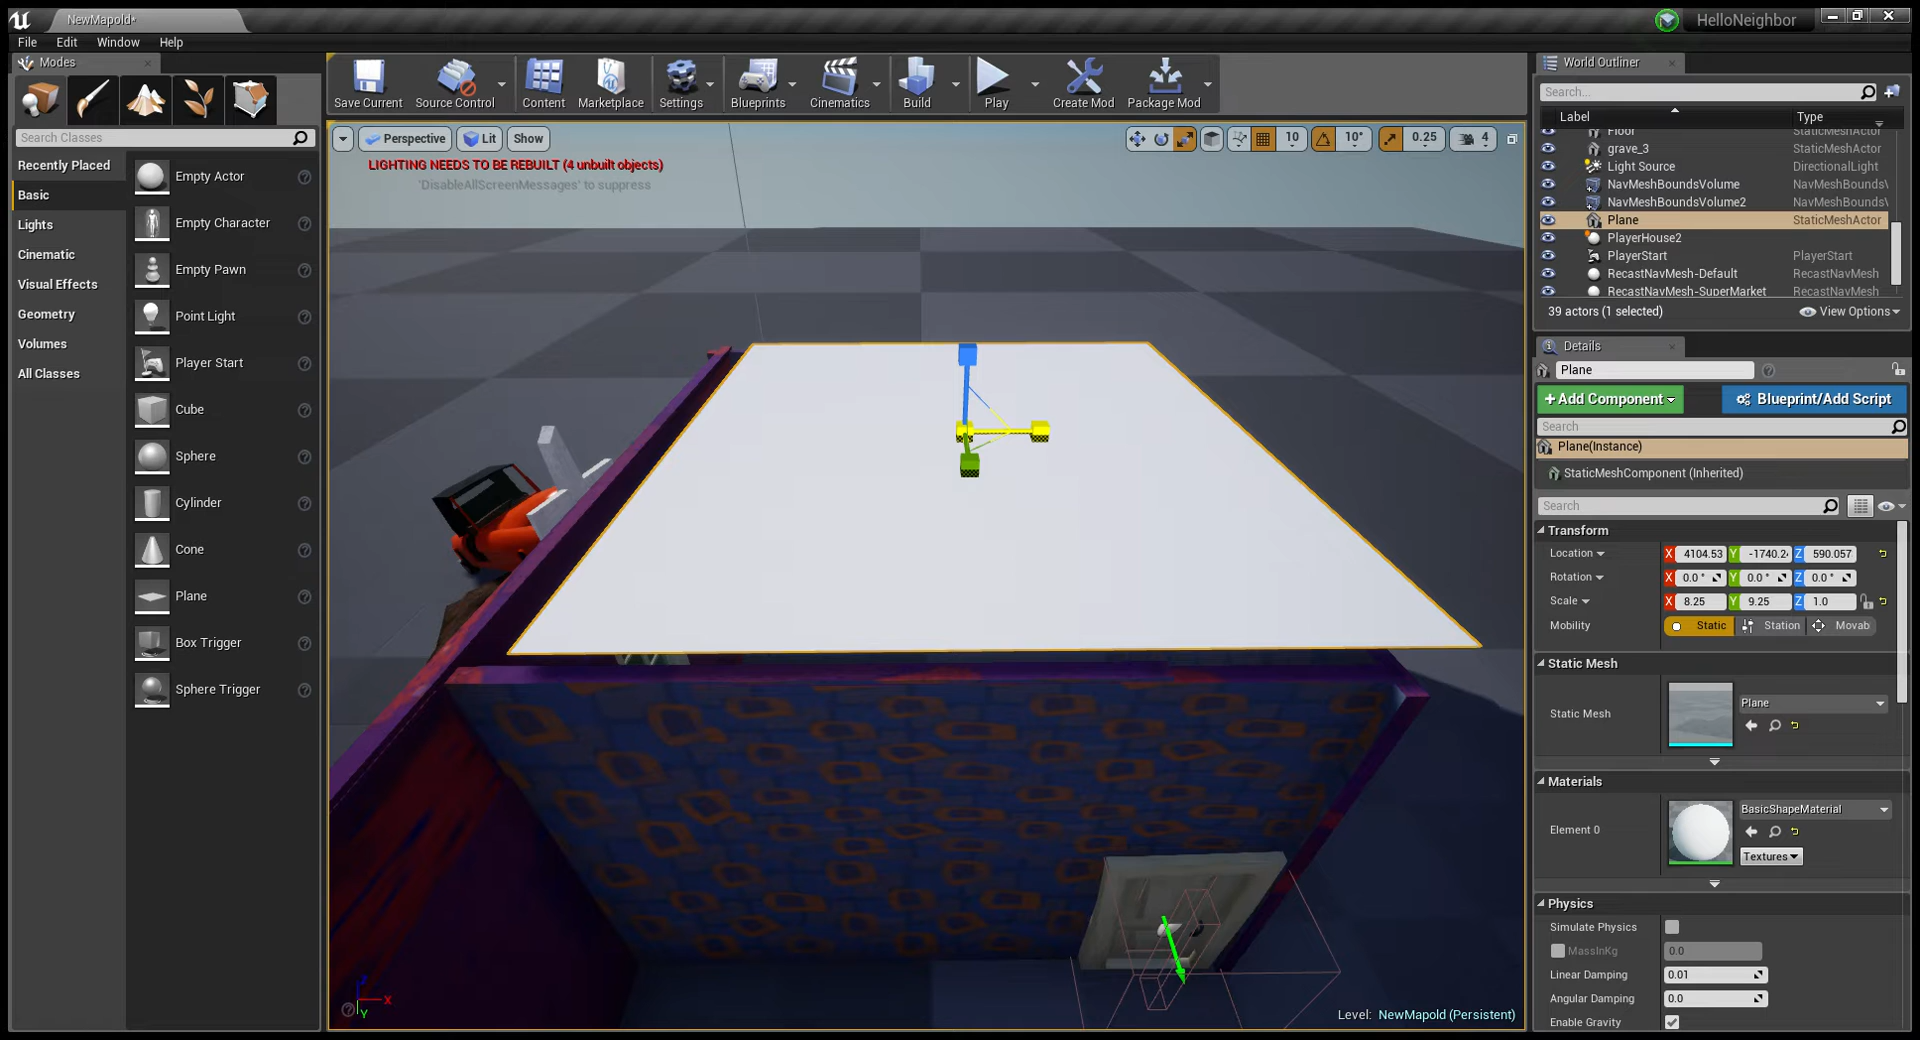 NewMapold*
HelloNeighbor
File Edit Window Help
Modes
Search Classes
Recently Placed
Basic
Lights
Cinematic
Visual Effects
Geometry
Volumes
All Classes
Empty Actor
Empty Character
Empty Pawn
Point Light
Player Start
Cube
Sphere
Cylinder
Cone
Plane
Box Trigger
Sphere Trigger
Save Current Source Control Content Marketplace Settings Blueprints Cinematics Build Play Create Mod Package Mod
Perspective Lit Show 10 10° 0.25 4
LIGHTING NEEDS TO BE REBUILT (4 unbuilt objects)
'DisableAllScreenMessages' to suppress
X
Y
Level: NewMapold (Persistent)
World Outliner
Search...
Label Type
Floor StaticMeshActor
grave_3 StaticMeshActor
Light Source DirectionalLight
NavMeshBoundsVolume NavMeshBoundsV
NavMeshBoundsVolume2 NavMeshBoundsV
Plane StaticMeshActor
PlayerHouse2
PlayerStart PlayerStart
RecastNavMesh-Default RecastNavMesh
RecastNavMesh-SuperMarket RecastNavMesh
39 actors (1 selected) View Options
Details
Plane
+Add Component Blueprint/Add Script
Search
Plane(Instance)
StaticMeshComponent (Inherited)
Search
Transform
Location X 4104.53 Y -1740.2 Z 590.057
Rotation X 0.0° Y 0.0° Z 0.0°
Scale X 8.25 Y 9.25 Z 1.0
Mobility Static Station Movab
Static Mesh
Static Mesh Plane
Materials
Element 0 BasicShapeMaterial
Textures
Physics
Simulate Physics
MassInKg 0.0
Linear Damping 0.01
Angular Damping 0.0
Enable Gravity